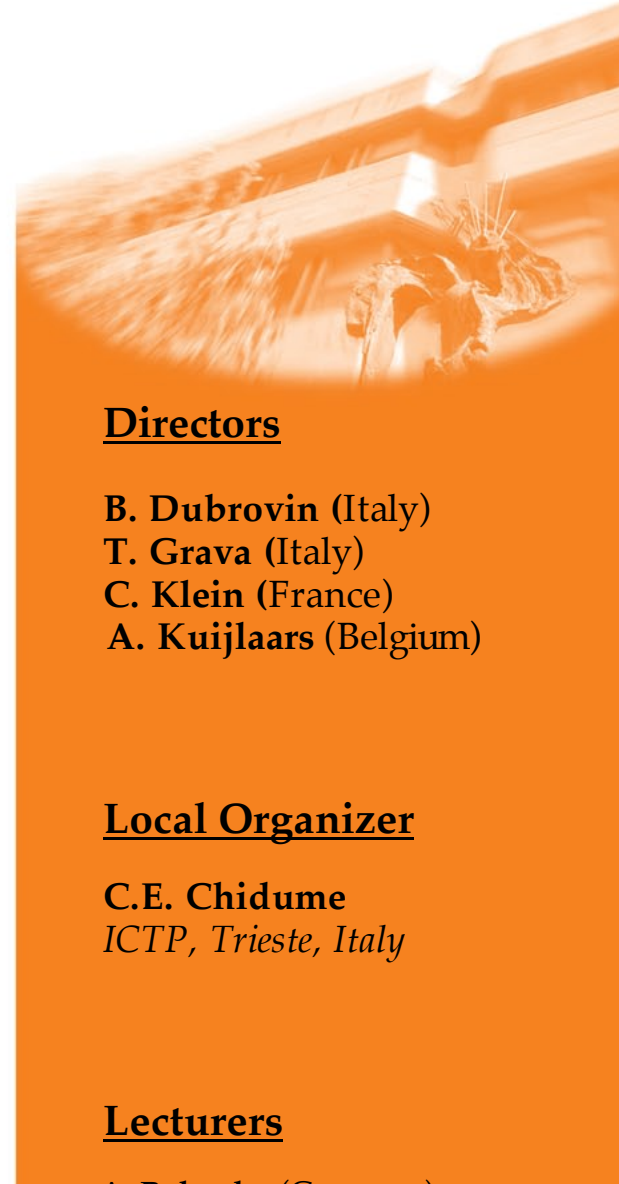 Directors
B. Dubrovin (Italy)
T. Grava (Italy)
C. Klein (France)
A. Kuijlaars (Belgium)
Local Organizer
C.E. Chidume
ICTP, Trieste, Italy
Lecturers